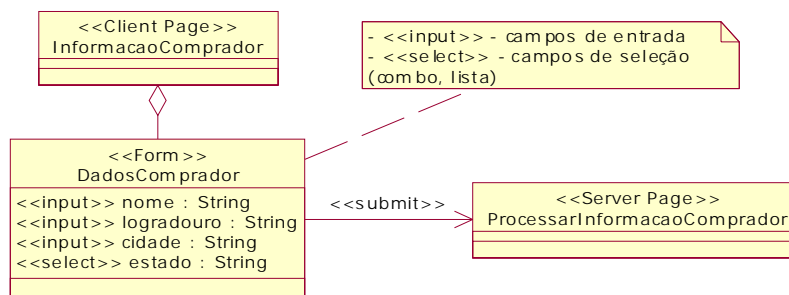 <<Client Page>>
InformacaoComprador
- <<input>> - campos de entrada
- <<select>> - campos de seleção
(combo, lista)
<<Form>>
DadosComprador
<<input>> nome : String
<<input>> logradouro : String
<<input>> cidade : String
<<select>> estado : String
<<submit>>
<<Server Page>>
ProcessarInformacaoComprador